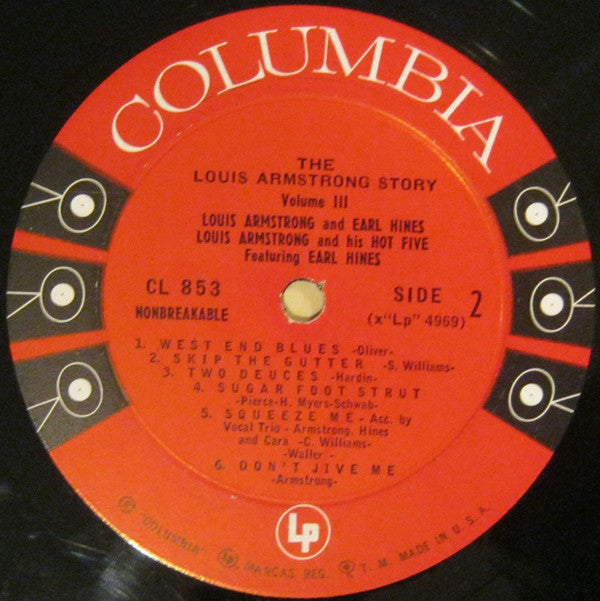 COLUMBIA
THE
LOUIS ARMSTRONG STORY
Volume III
LOUIS ARMSTRONG and EARL HINES
LOUIS ARMSTRONG and his HOT FIVE
Featuring EARL HINES
CL 853
NONBREAKABLE
SIDE 2
(x"Lp" 4969)
1. WEST END BLUES -Oliver-
2. SKIP THE GUTTER -S. Williams-
3. TWO DEUCES -Hardin-
4. SUGAR FOOT STRUT
-Pierce-H. Myers-Schwab-
5. SQUEEZE ME - Acc. by
Vocal Trio - Armstrong, Hines
and Cara -C. Williams-
-Waller -
6. DON'T JIVE ME
-Armstrong-
Lp
® "COLUMBIA" Lp MARCAS REG. T. M. MADE IN U.S.A.